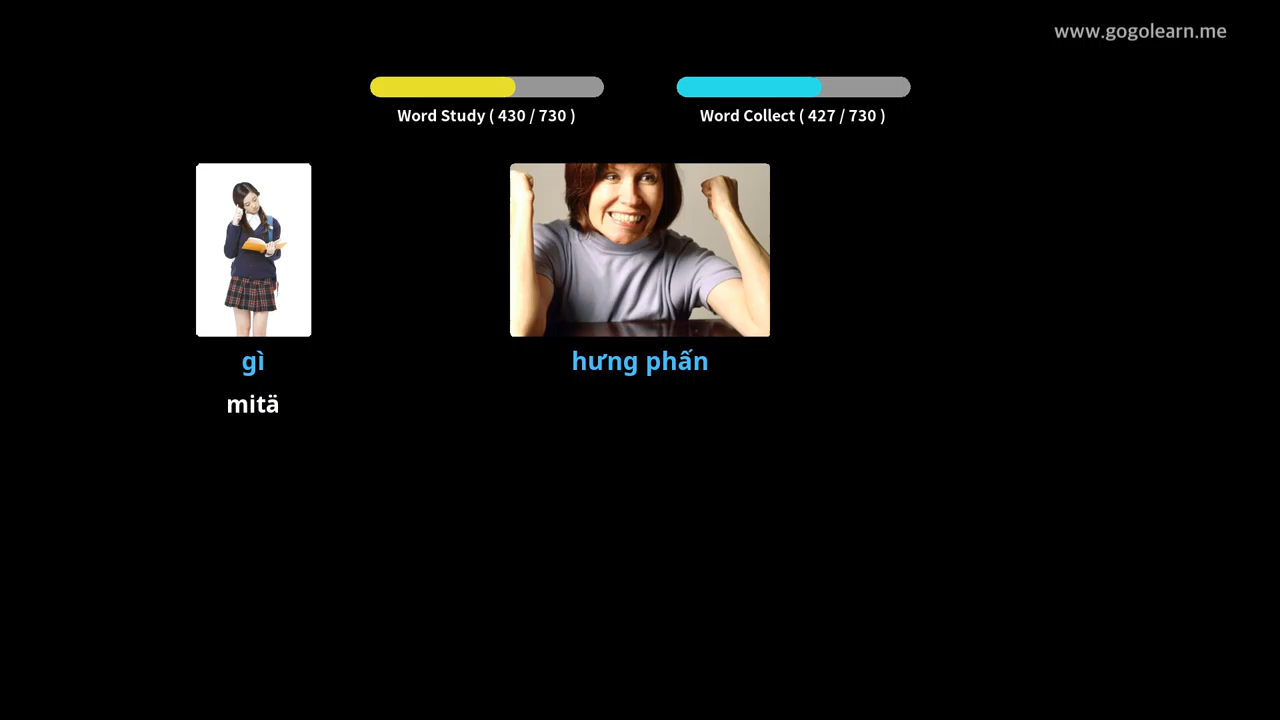 www.gogolearn.me
Word Study ( 430 / 730 )
Word Collect ( 427 / 730 )
gì
hưng phấn
mitä